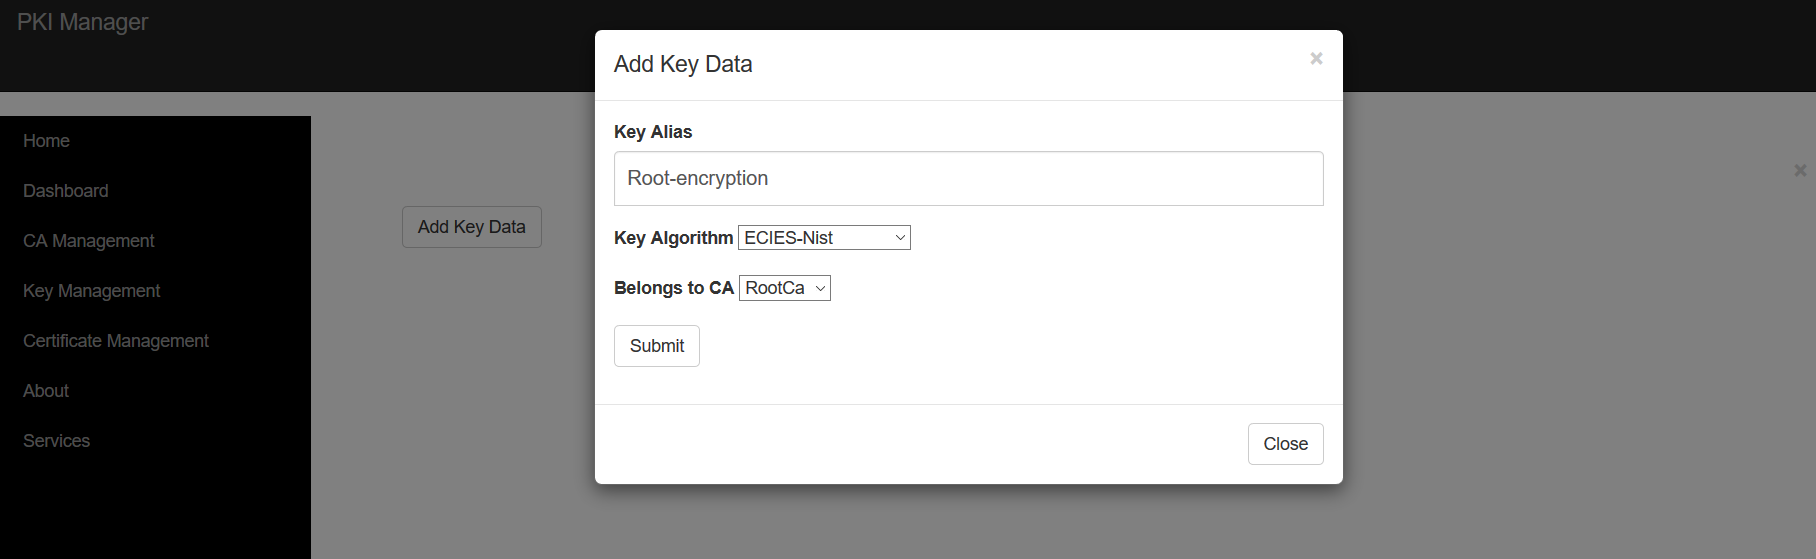 PKI Manager
Home
Dashboard
CA Management
Key Management
Certificate Management
About
Services
Add Key Data
Add Key Data
×
Key Alias
Root-encryption
Key Algorithm ECIES-Nist
Belongs to CA RootCa
Submit
Close
×